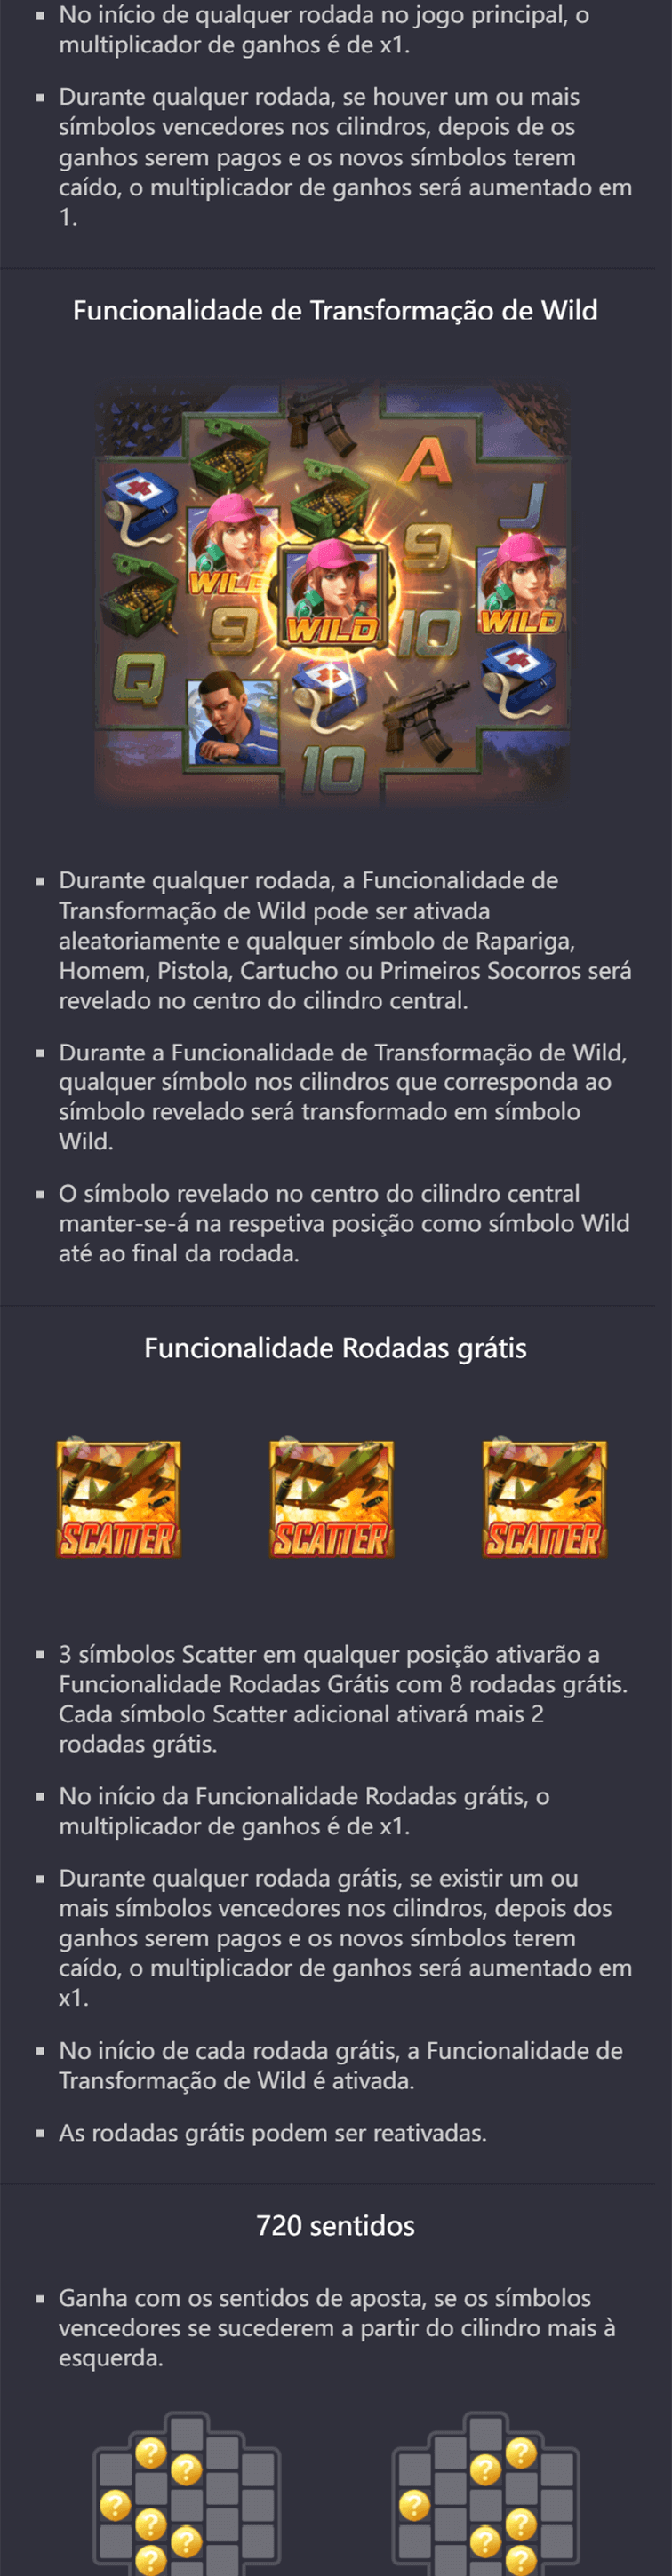 No início de qualquer rodada no jogo principal, o
multiplicador de ganhos é de x1.
Durante qualquer rodada, se houver um ou mais
símbolos vencedores nos cilindros, depois de os
ganhos serem pagos e os novos símbolos terem
caído, o multiplicador de ganhos será aumentado em
1.
Funcionalidade de Transformação de Wild
A
J
WILD
9
WILD
WILD
9
10
Q
10
Durante qualquer rodada, a Funcionalidade de
Transformação de Wild pode ser ativada
aleatoriamente e qualquer símbolo de Rapariga,
Homem, Pistola, Cartucho ou Primeiros Socorros será
revelado no centro do cilindro central.
Durante a Funcionalidade de Transformação de Wild,
qualquer símbolo nos cilindros que corresponda ao
símbolo revelado será transformado em símbolo
Wild.
O símbolo revelado no centro do cilindro central
manter-se-á na respetiva posição como símbolo Wild
até ao final da rodada.
Funcionalidade Rodadas grátis
SCATTER SCATTER SCATTER
3 símbolos Scatter em qualquer posição ativarão a
Funcionalidade Rodadas Grátis com 8 rodadas grátis.
Cada símbolo Scatter adicional ativará mais 2
rodadas grátis.
No início da Funcionalidade Rodadas grátis, o
multiplicador de ganhos é de x1.
Durante qualquer rodada grátis, se existir um ou
mais símbolos vencedores nos cilindros, depois dos
ganhos serem pagos e os novos símbolos terem
caído, o multiplicador de ganhos será aumentado em
x1.
No início de cada rodada grátis, a Funcionalidade de
Transformação de Wild é ativada.
As rodadas grátis podem ser reativadas.
720 sentidos
Ganha com os sentidos de aposta, se os símbolos
vencedores se sucederem a partir do cilindro mais à
esquerda.
? ?
? ?
? ?
? ?
? ?
? ?